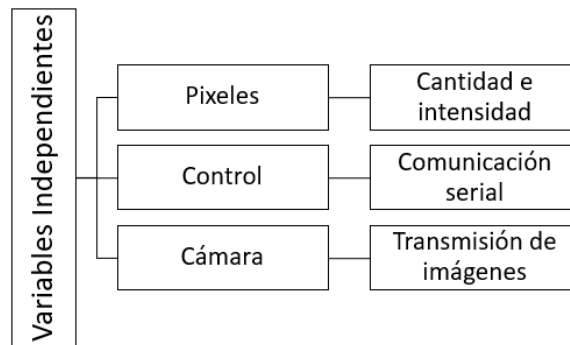 Variables Independientes
Pixeles
Cantidad e
intensidad
Control
Comunicación
serial
Cámara
Transmisión de
imágenes